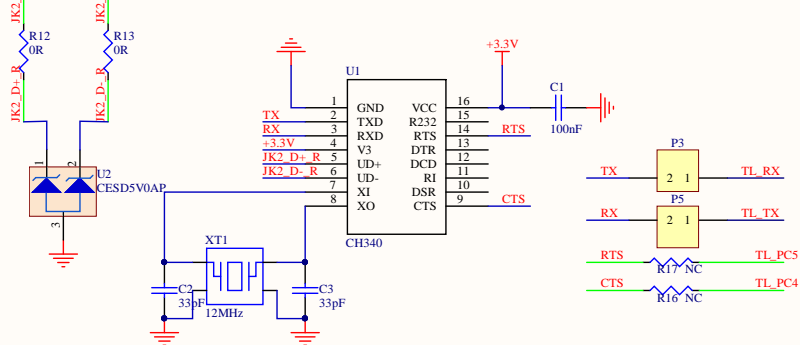 JK2_
JK2_
R12
0R
R13
0R
JK2_D+_R
JK2_D-_R
1
2
U2
CESD5V0AP
3
U1
1 GND VCC 16
TX 2 TXD R232 15
RX 3 RXD RTS 14 RTS
+3.3V 4 V3 DTR 13
JK2_D+_R 5 UD+ DCD 12
JK2_D-_R 6 UD- RI 11
7 XI DSR 10
8 XO CTS 9 CTS
CH340
+3.3V
C1
100nF
XT1
C2
33pF
12MHz
C3
33pF
P3
TX 2 1 TL_RX
P5
RX 2 1 TL_TX
RTS R17 NC TL_PC5
CTS R16 NC TL_PC4